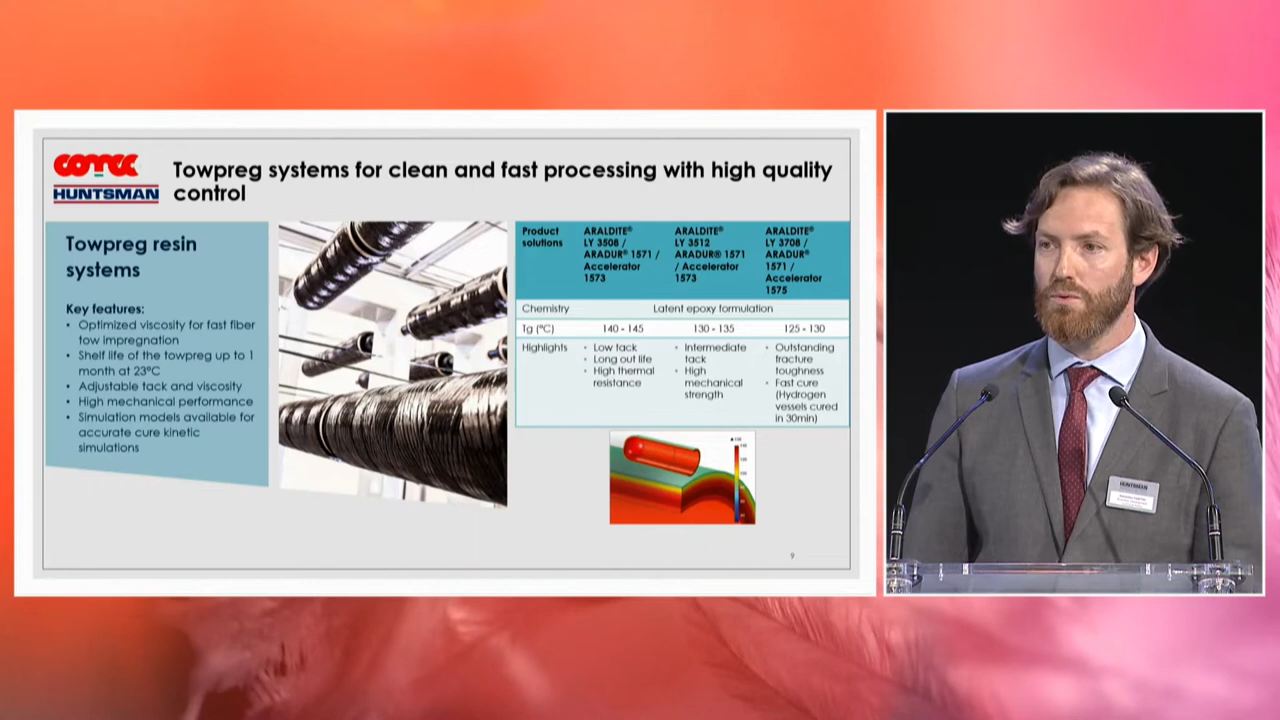 COTEC
HUNTSMAN
Towpreg systems for clean and fast processing with high quality
control
Towpreg resin
systems
Key features:
• Optimized viscosity for fast fiber
tow impregnation
• Shelf life of the towpreg up to 1
month at 23°C
• Adjustable tack and viscosity
• High mechanical performance
• Simulation models available for
accurate cure kinetic
simulations
Product
solutions
ARALDITE®
LY 3508 /
ARADUR® 1571 /
Accelerator
1573
ARALDITE®
LY 3512
ARADUR® 1571
/ Accelerator
1573
ARALDITE®
LY 3708 /
ARADUR®
1571 /
Accelerator
1575
Chemistry
Latent epoxy formulation
Tg (°C)
140 - 145
130 - 135
125 - 130
Highlights
• Low tack
• Long out life
• High thermal
resistance
• Intermediate
tack
• High
mechanical
strength
• Outstanding
fracture
toughness
• Fast cure
(Hydrogen
vessels cured
in 30min)
9
HUNTSMAN